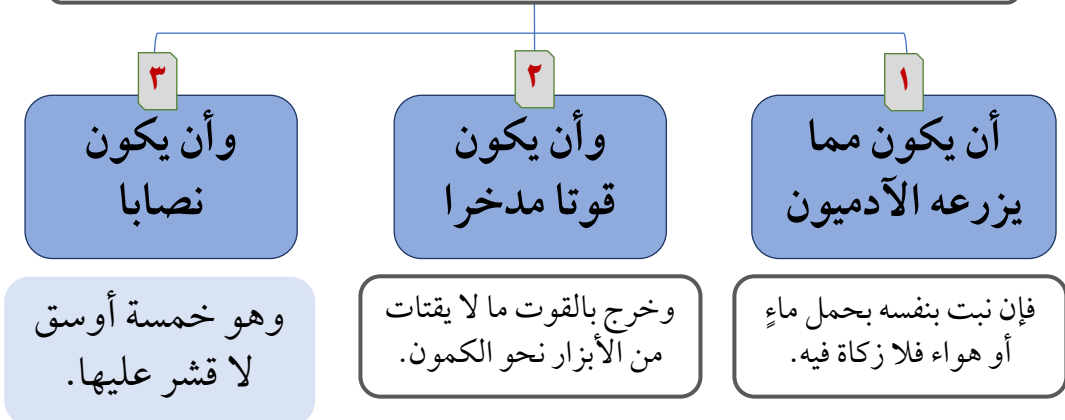 ١
أن يكون مما
يزرعه الآدميون
فإن نبت بنفسه بحمل ماءٍ
أو هواء فلا زكاة فيه.
٢
وأن يكون
قوتا مدخرا
وخرج بالقوت ما لا يقتات
من الأبزار نحو الكمون.
٣
وأن يكون
نصابا
وهو خمسة أوسق
لا قشر عليها.